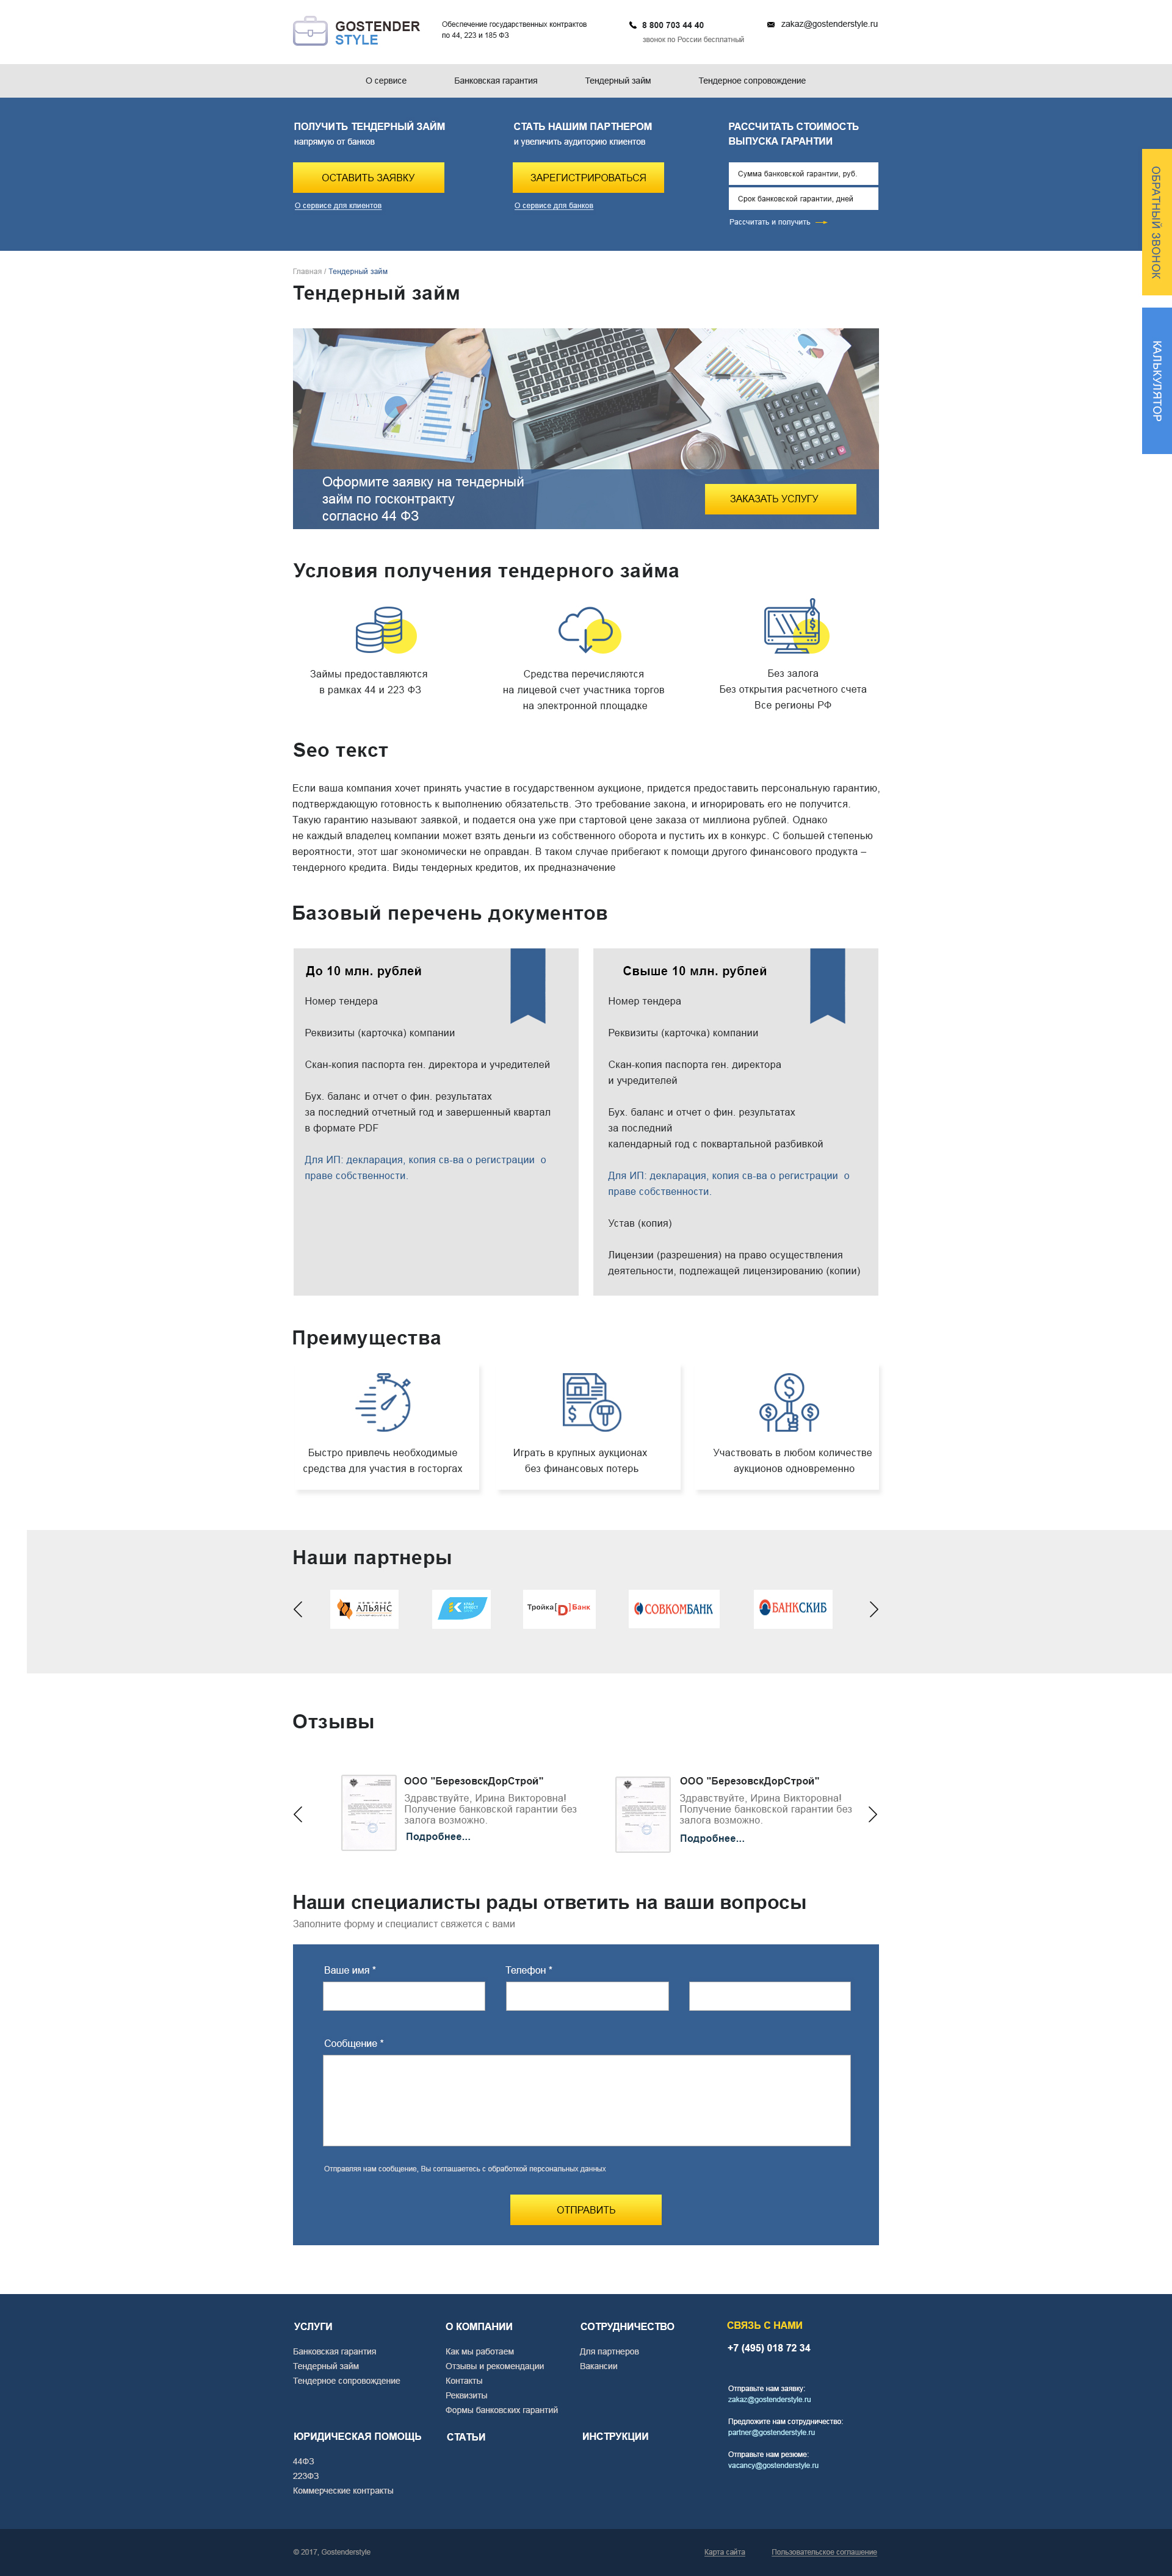 GOSTENDER
STYLE
Обеспечение государственных контрактов
по 44, 223 и 185 ФЗ
8 800 703 44 40
звонок по России бесплатный
zakaz@gostenderstyle.ru
О сервисе
Банковская гарантия
Тендерный займ
Тендерное сопровождение
ПОЛУЧИТЬ ТЕНДЕРНЫЙ ЗАЙМ
напрямую от банков
ОСТАВИТЬ ЗАЯВКУ
О сервисе для клиентов
СТАТЬ НАШИМ ПАРТНЕРОМ
и увеличить аудиторию клиентов
ЗАРЕГИСТРИРОВАТЬСЯ
О сервисе для банков
РАССЧИТАТЬ СТОИМОСТЬ
ВЫПУСКА ГАРАНТИИ
Сумма банковской гарантии, руб.
Срок банковской гарантии, дней
Рассчитать и получить
ОБРАТНЫЙ ЗВОНОК
КАЛЬКУЛЯТОР
Главная / Тендерный займ
Тендерный займ
Оформите заявку на тендерный
займ по госконтракту
согласно 44 ФЗ
ЗАКАЗАТЬ УСЛУГУ
Условия получения тендерного займа
Займы предоставляются
в рамках 44 и 223 ФЗ
Средства перечисляются
на лицевой счет участника торгов
на электронной площадке
Без залога
Без открытия расчетного счета
Все регионы РФ
Seo текст
Если ваша компания хочет принять участие в государственном аукционе, придется предоставить персональную гарантию,
подтверждающую готовность к выполнению обязательств. Это требование закона, и игнорировать его не получится.
Такую гарантию называют заявкой, и подается она уже при стартовой цене заказа от миллиона рублей. Однако
не каждый владелец компании может взять деньги из собственного оборота и пустить их в конкурс. С большей степенью
вероятности, этот шаг экономически не оправдан. В таком случае прибегают к помощи другого финансового продукта –
тендерного кредита. Виды тендерных кредитов, их предназначение
Базовый перечень документов
До 10 млн. рублей
Номер тендера
Реквизиты (карточка) компании
Скан-копия паспорта ген. директора и учредителей
Бух. баланс и отчет о фин. результатах
за последний отчетный год и завершенный квартал
в формате PDF
Для ИП: декларация, копия св-ва о регистрации о
праве собственности.
Свыше 10 млн. рублей
Номер тендера
Реквизиты (карточка) компании
Скан-копия паспорта ген. директора
и учредителей
Бух. баланс и отчет о фин. результатах
за последний
календарный год с поквартальной разбивкой
Для ИП: декларация, копия св-ва о регистрации о
праве собственности.
Устав (копия)
Лицензии (разрешения) на право осуществления
деятельности, подлежащей лицензированию (копии)
Преимущества
Быстро привлечь необходимые
средства для участия в госторгах
Играть в крупных аукционах
без финансовых потерь
Участвовать в любом количестве
аукционов одновременно
Наши партнеры
АЛЬЯНС
Тройка[D]Банк
СОВКОМБАНК
БАНКСКИБ
Отзывы
ООО "БерезовскДорСтрой"
Здравствуйте, Ирина Викторовна!
Получение банковской гарантии без
залога возможно.
Подробнее...
ООО "БерезовскДорСтрой"
Здравствуйте, Ирина Викторовна!
Получение банковской гарантии без
залога возможно.
Подробнее...
Наши специалисты рады ответить на ваши вопросы
Заполните форму и специалист свяжется с вами
Ваше имя *
Телефон *
Сообщение *
Отправляя нам сообщение, Вы соглашаетесь с обработкой персональных данных
ОТПРАВИТЬ
УСЛУГИ
Банковская гарантия
Тендерный займ
Тендерное сопровождение
О КОМПАНИИ
Как мы работаем
Отзывы и рекомендации
Контакты
Реквизиты
Формы банковских гарантий
СОТРУДНИЧЕСТВО
Для партнеров
Вакансии
СВЯЗЬ С НАМИ
+7 (495) 018 72 34
Отправьте нам заявку:
zakaz@gostenderstyle.ru
Предложите нам сотрудничество:
partner@gostenderstyle.ru
Отправьте нам резюме:
vacancy@gostenderstyle.ru
ЮРИДИЧЕСКАЯ ПОМОЩЬ
44ФЗ
223ФЗ
Коммерческие контракты
СТАТЬИ
ИНСТРУКЦИИ
© 2017, Gostenderstyle
Карта сайта
Пользовательское соглашение